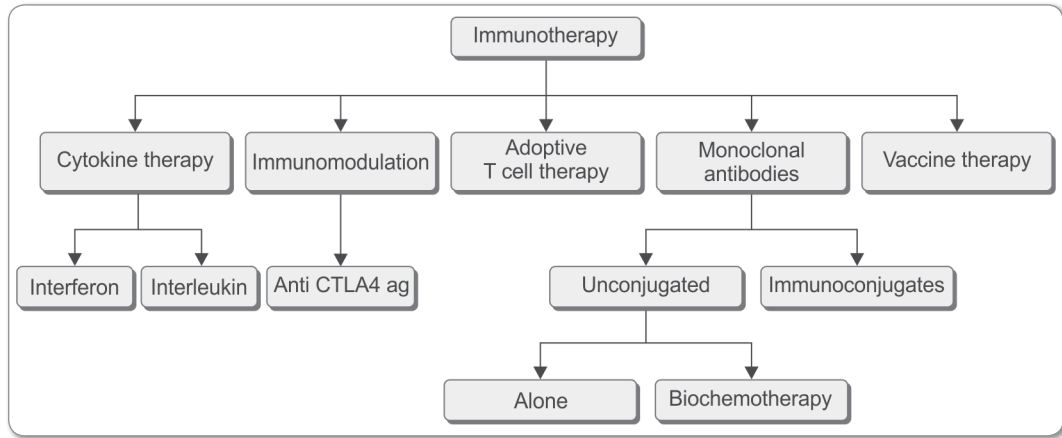 Immunotherapy
Cytokine therapy
Immunomodulation
Adoptive
T cell therapy
Monoclonal
antibodies
Vaccine therapy
Interferon
Interleukin
Anti CTLA4 ag
Unconjugated
Immunoconjugates
Alone
Biochemotherapy